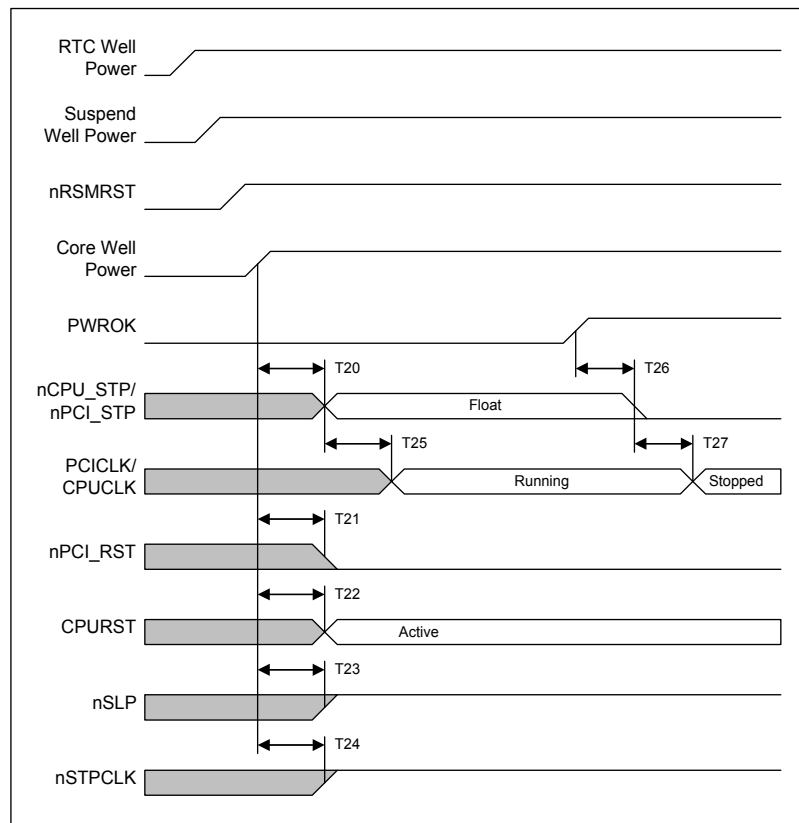 RTC Well
Power
Suspend
Well Power
nRSMRST
Core Well
Power
PWROK
T20
T26
nCPU_STP/
nPCI_STP
Float
T25
T27
PCICLK/
CPUCLK
Running
Stopped
T21
nPCI_RST
T22
CPURST
Active
T23
nSLP
T24
nSTPCLK